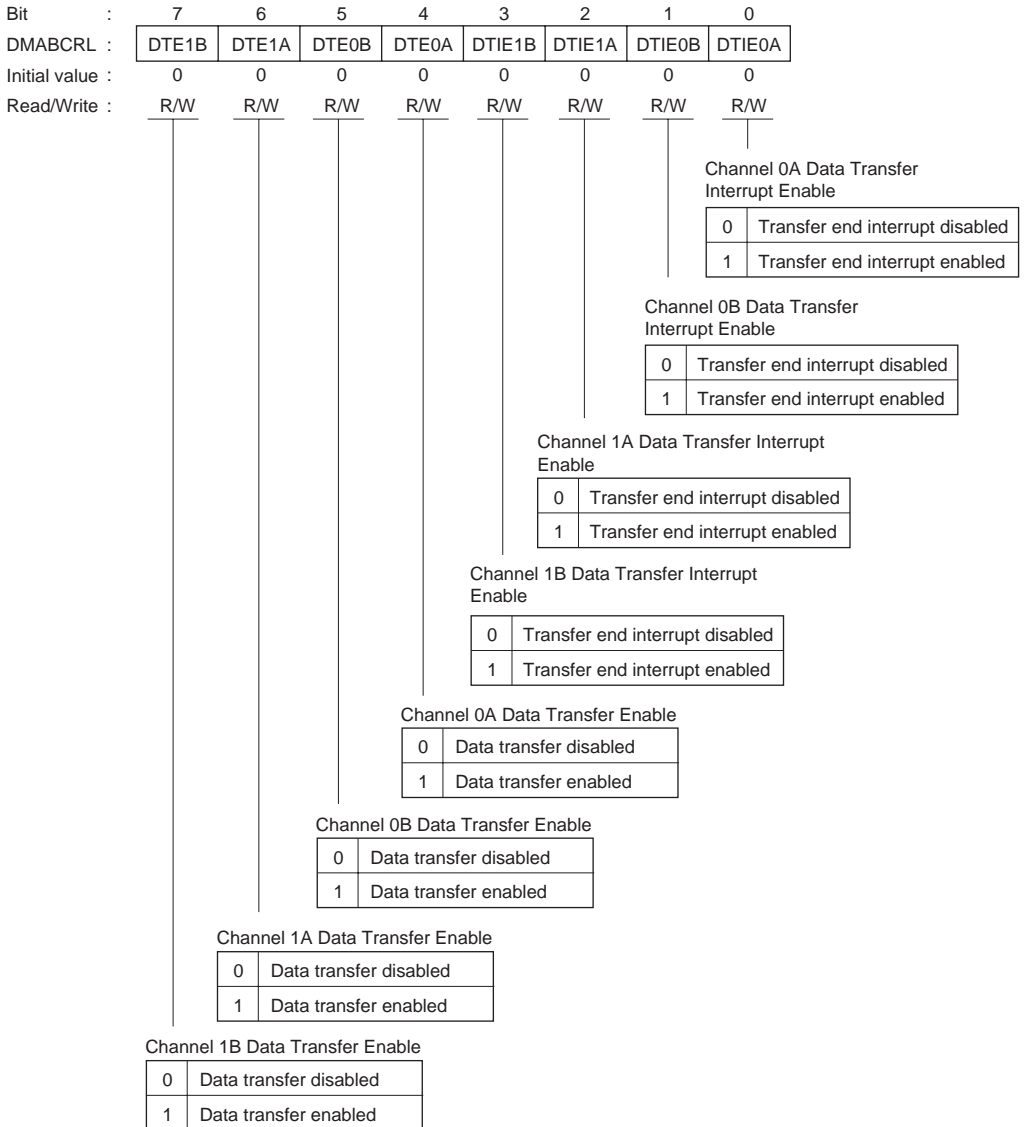 Bit : 7 6 5 4 3 2 1 0
DMABCRL : DTE1B DTE1A DTE0B DTE0A DTIE1B DTIE1A DTIE0B DTIE0A
Initial value : 0 0 0 0 0 0 0 0
Read/Write : R/W R/W R/W R/W R/W R/W R/W R/W
Channel 0A Data Transfer
Interrupt Enable
0 Transfer end interrupt disabled
1 Transfer end interrupt enabled
Channel 0B Data Transfer
Interrupt Enable
0 Transfer end interrupt disabled
1 Transfer end interrupt enabled
Channel 1A Data Transfer Interrupt
Enable
0 Transfer end interrupt disabled
1 Transfer end interrupt enabled
Channel 1B Data Transfer Interrupt
Enable
0 Transfer end interrupt disabled
1 Transfer end interrupt enabled
Channel 0A Data Transfer Enable
0 Data transfer disabled
1 Data transfer enabled
Channel 0B Data Transfer Enable
0 Data transfer disabled
1 Data transfer enabled
Channel 1A Data Transfer Enable
0 Data transfer disabled
1 Data transfer enabled
Channel 1B Data Transfer Enable
0 Data transfer disabled
1 Data transfer enabled